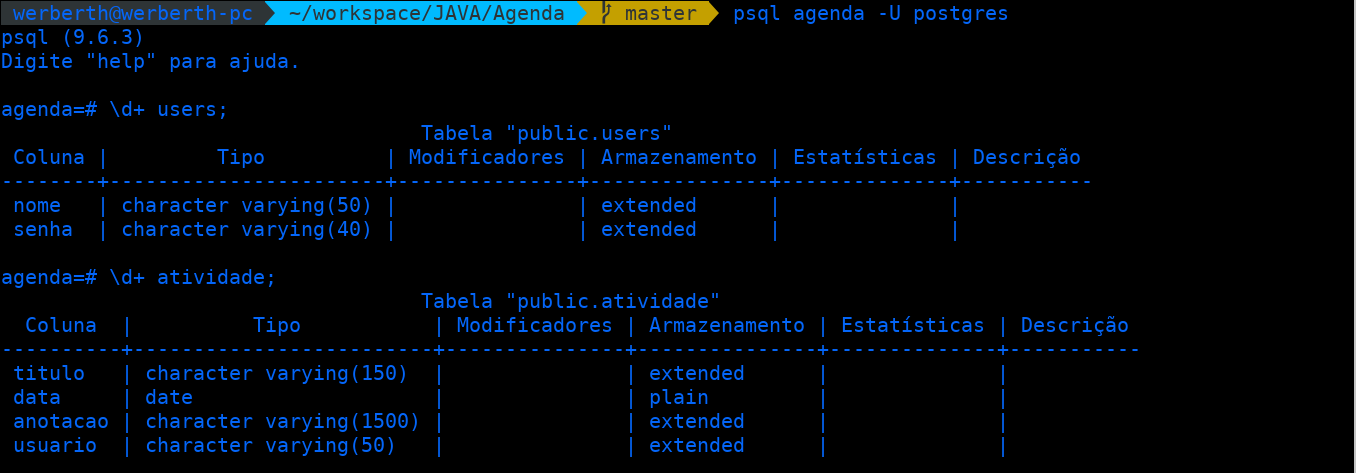 werberth@werberth-pc ~/workspace/JAVA/Agenda master psql agenda -U postgres
psql (9.6.3)
Digite "help" para ajuda.
agenda=# \d+ users;
Tabela "public.users"
Coluna | Tipo | Modificadores | Armazenamento | Estatísticas | Descrição
--------+-----------------------+---------------+---------------+--------------+-----------
nome | character varying(50) | | extended | |
senha | character varying(40) | | extended | |
agenda=# \d+ atividade;
Tabela "public.atividade"
Coluna | Tipo | Modificadores | Armazenamento | Estatísticas | Descrição
----------+-------------------------+---------------+---------------+--------------+-----------
titulo | character varying(150) | | extended | |
data | date | | plain | |
anotacao | character varying(1500) | | extended | |
usuario | character varying(50) | | extended | |